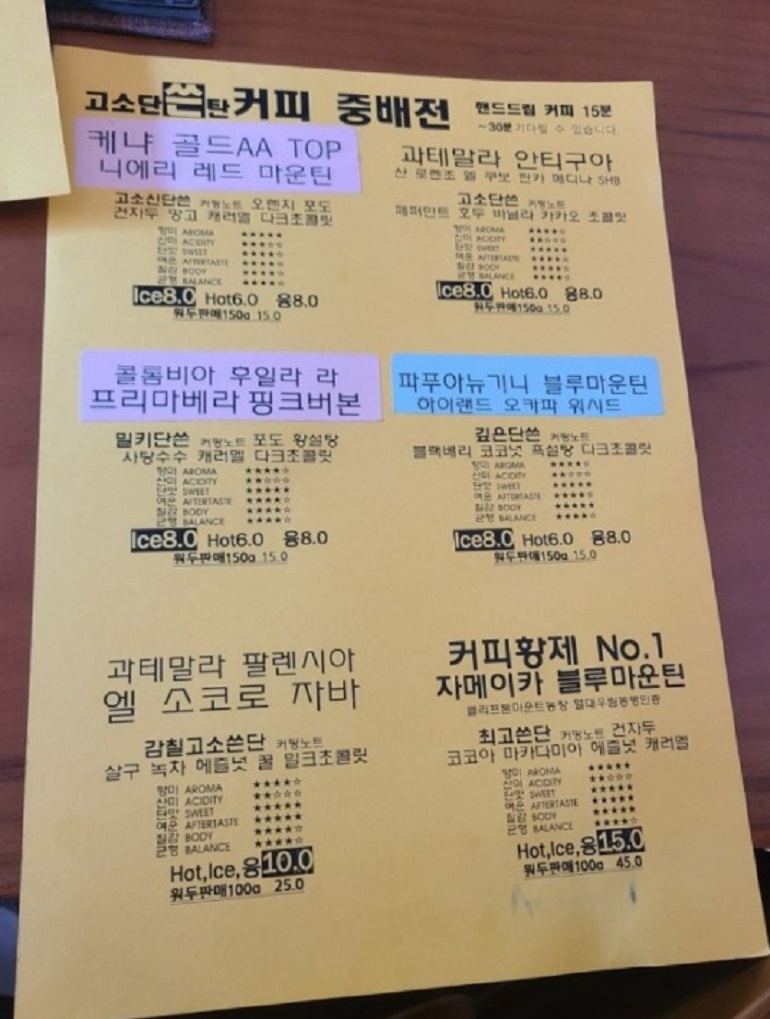 고소단쓴탄커피 중배전
핸드드립 커피 15분
~30분 기다릴 수 있습니다.
케냐 골드AA TOP
니에리 레드 마운틴
고소신단쓴 커핑노트 오렌지 포도
건자두 망고 캐러멜 다크초콜릿
향미 AROMA ★★★★★
산미 ACIDITY ★★★☆☆
단맛 SWEET ★★★★☆
여운 AFTERTASTE ★★★★☆
질감 BODY ★★★★☆
균형 BALANCE ★★★★☆
Ice8.0 Hot6.0 융8.0
원두판매150g 15.0
과테말라 안티구아
산 로렌조 엘 쿠보 핀카 메디나 SHB
고소단쓴 커핑노트
페퍼민트 호두 바닐라 카카오 초콜릿
향미 AROMA ★★★★☆
산미 ACIDITY ★★☆☆☆
단맛 SWEET ★★★★☆
여운 AFTERTASTE ★★★★☆
질감 BODY ★★★★☆
균형 BALANCE ★★★★☆
Ice8.0 Hot6.0 융8.0
원두판매150g 15.0
콜롬비아 후일라 라
프리마베라 핑크버본
밀키단쓴 커핑노트 포도 황설탕
사탕수수 캐러멜 다크초콜릿
향미 AROMA ★★★★☆
산미 ACIDITY ★★☆☆☆
단맛 SWEET ★★★★★
여운 AFTERTASTE ★★★★★
질감 BODY ★★★★☆
균형 BALANCE ★★★★☆
Ice8.0 Hot6.0 융8.0
원두판매150g 15.0
파푸아뉴기니 블루마운틴
하이랜드 오카파 워시드
깊은단쓴 커핑노트
블랙베리 코코넛 흑설탕 다크초콜릿
향미 AROMA ★★★★☆
산미 ACIDITY ★★☆☆☆
단맛 SWEET ★★★★★
여운 AFTERTASTE ★★★★☆
질감 BODY ★★★★★
균형 BALANCE ★★★★☆
Ice8.0 Hot6.0 융8.0
원두판매150g 15.0
과테말라 팔렌시아
엘 소코로 자바
감칠고소쓴단 커핑노트
살구 녹차 헤즐넛 꿀 밀크초콜릿
향미 AROMA ★★★★☆
산미 ACIDITY ★★☆☆☆
단맛 SWEET ★★★★★
여운 AFTERTASTE ★★★★★
질감 BODY ★★★★☆
균형 BALANCE ★★★★☆
Hot,Ice,융10.0
원두판매100g 25.0
커피황제 No.1
자메이카 블루마운틴
클리프튼마운트농장 열대우림동맹인증
최고쓴단 커핑노트 건자두
코코아 마카다미아 헤즐넛 캐러멜
향미 AROMA ★★★★★
산미 ACIDITY ★★☆☆☆
단맛 SWEET ★★★★★
여운 AFTERTASTE ★★★★★
질감 BODY ★★★★★
균형 BALANCE ★★★★☆
Hot,Ice,융15.0
원두판매100g 45.0